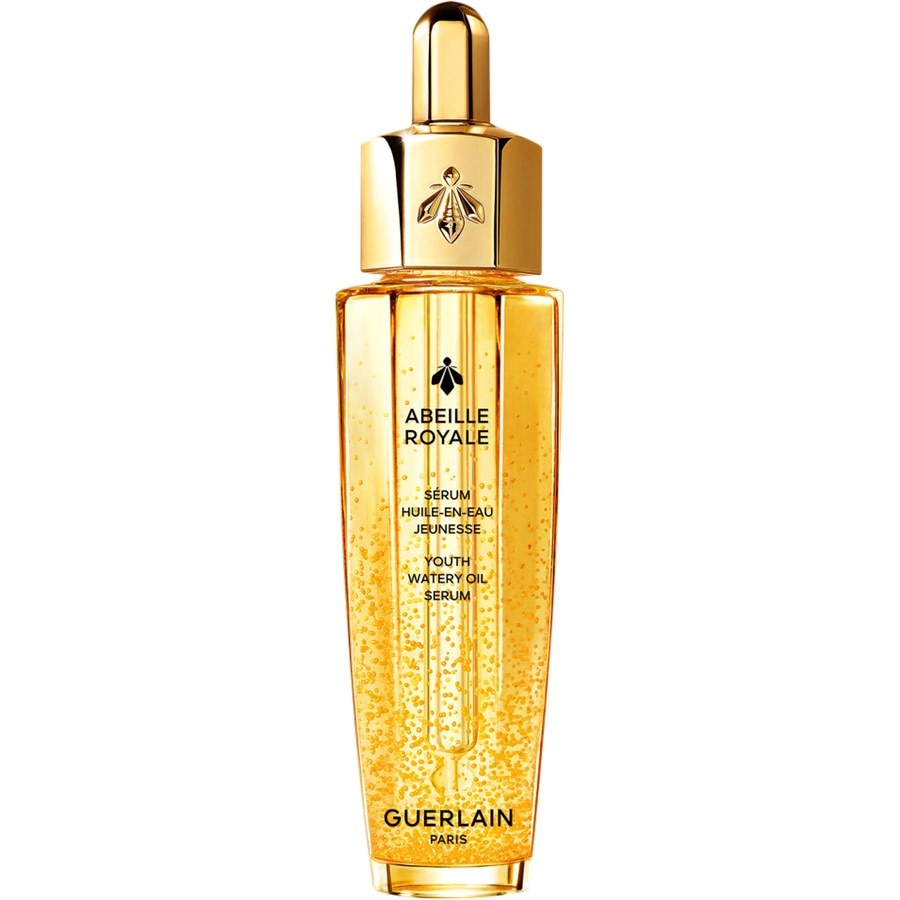 ABEILLE
ROYALE
SÉRUM
HUILE-EN-EAU
JEUNESSE
YOUTH
WATERY OIL
SERUM
GUERLAIN
PARIS